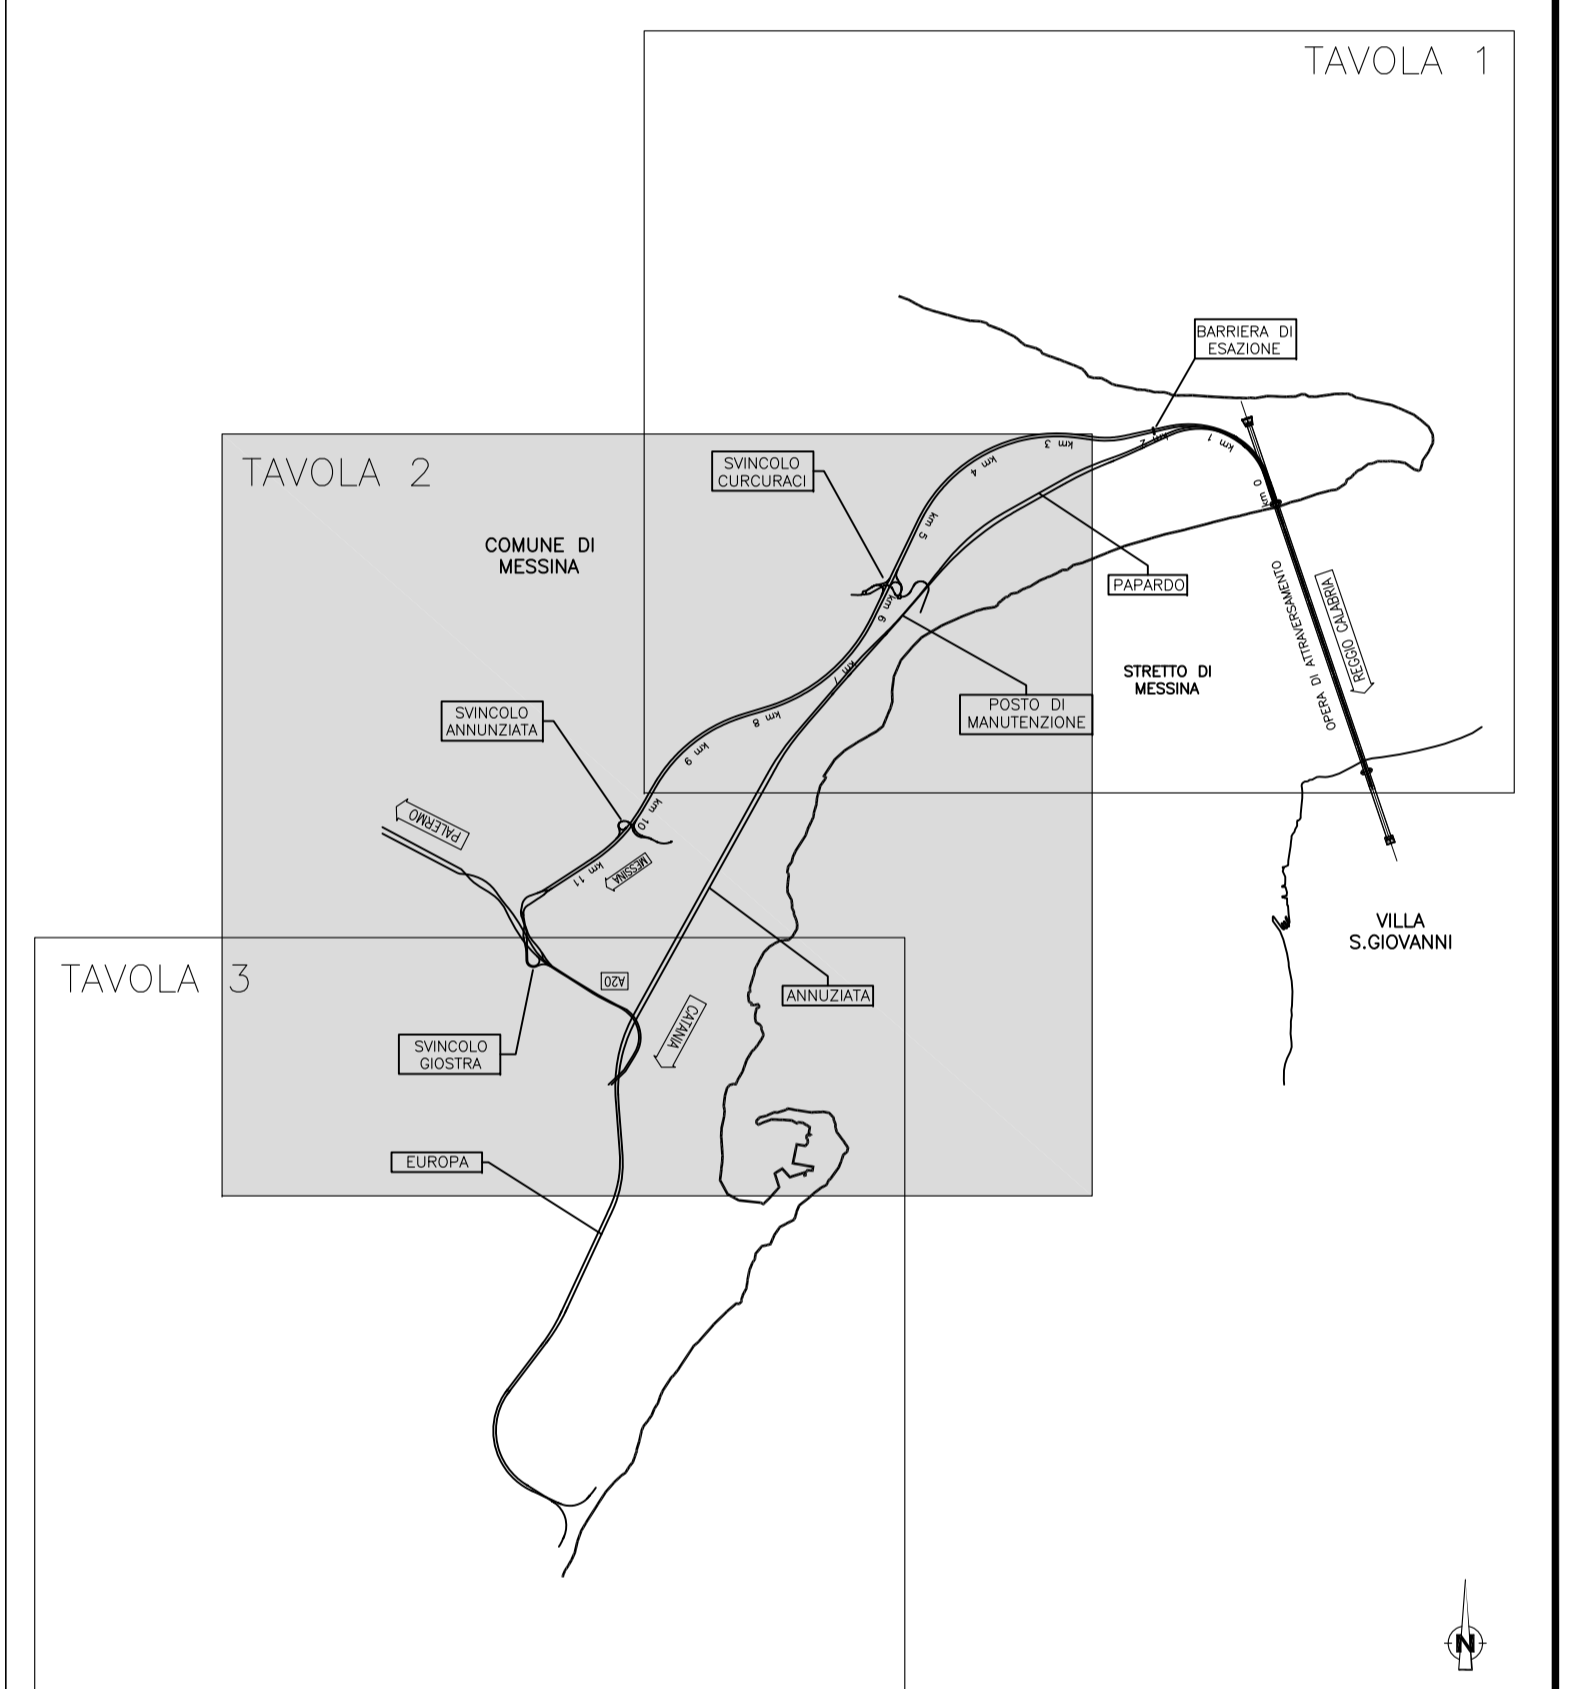 TAVOLA 1
BARRIERA DI
ESAZIONE
km 3
km 2
km 1
km 0
TAVOLA 2
SVINCOLO
CURCURACI
km 4
km 5
COMUNE DI
MESSINA
PAPARDO
OPERA DI ATTRAVERSAMENTO
REGGIO CALABRIA
km 6
km 7
STRETTO DI
MESSINA
POSTO DI
MANUTENZIONE
SVINCOLO
ANNUNZIATA
km 8
km 9
km 10
km 11
PALERMO
MESSINA
VILLA
S.GIOVANNI
TAVOLA 3
A20
ANNUZIATA
CATANIA
SVINCOLO
GIOSTRA
EUROPA
N